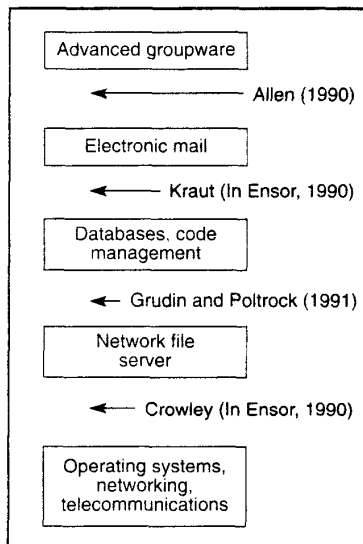 Advanced groupware
Allen (1990)
Electronic mail
Kraut (In Ensor, 1990)
Databases, code
management
Grudin and Poltrock (1991)
Network file
server
Crowley (In Ensor, 1990)
Operating systems,
networking,
telecommunications